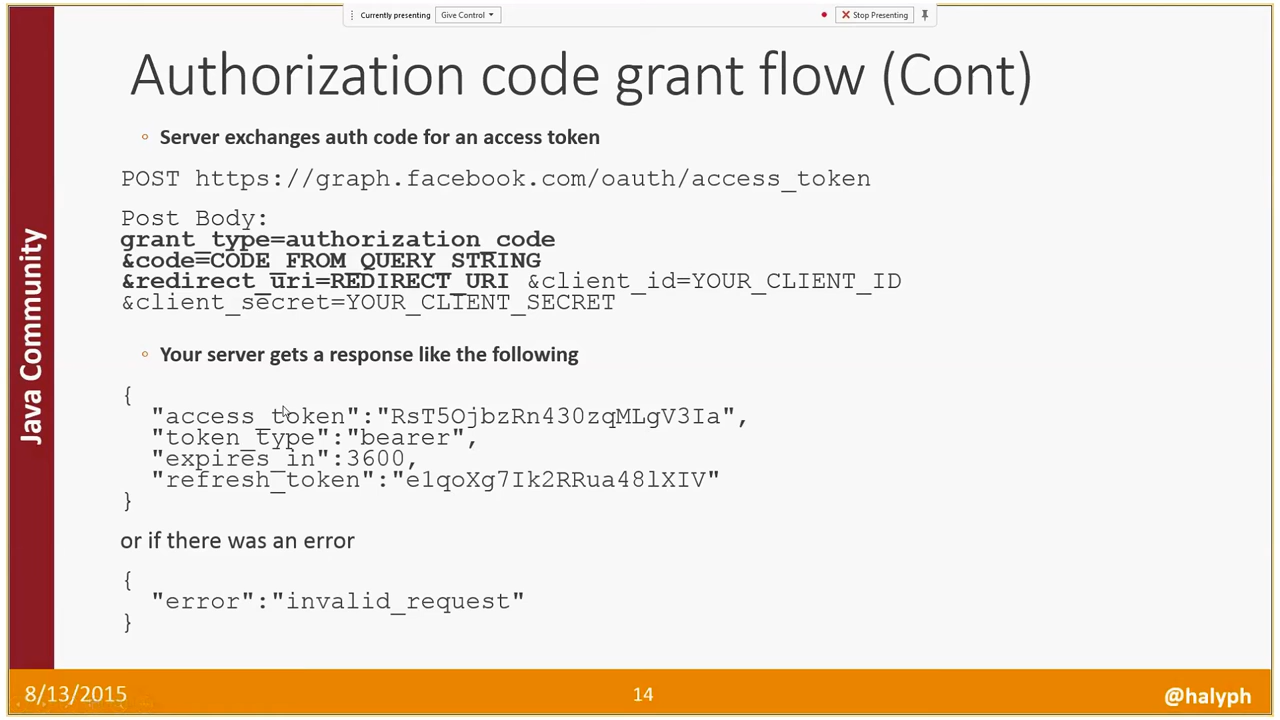 Currently presenting Give Control Stop Presenting
Authorization code grant flow (Cont)
Server exchanges auth code for an access token
POST https://graph.facebook.com/oauth/access_token
Post Body:
grant_type=authorization_code
&code=CODE_FROM_QUERY_STRING
&redirect_uri=REDIRECT_URI &client_id=YOUR_CLIENT_ID
&client_secret=YOUR_CLIENT_SECRET
Your server gets a response like the following
{
"access_token":"RsT5OjbzRn430zqMLgV3Ia",
"token_type":"bearer",
"expires_in":3600,
"refresh_token":"e1qoXg7Ik2RRua48lXIV"
}
or if there was an error
{
"error":"invalid_request"
}
Java Community
8/13/2015 14 @halyph